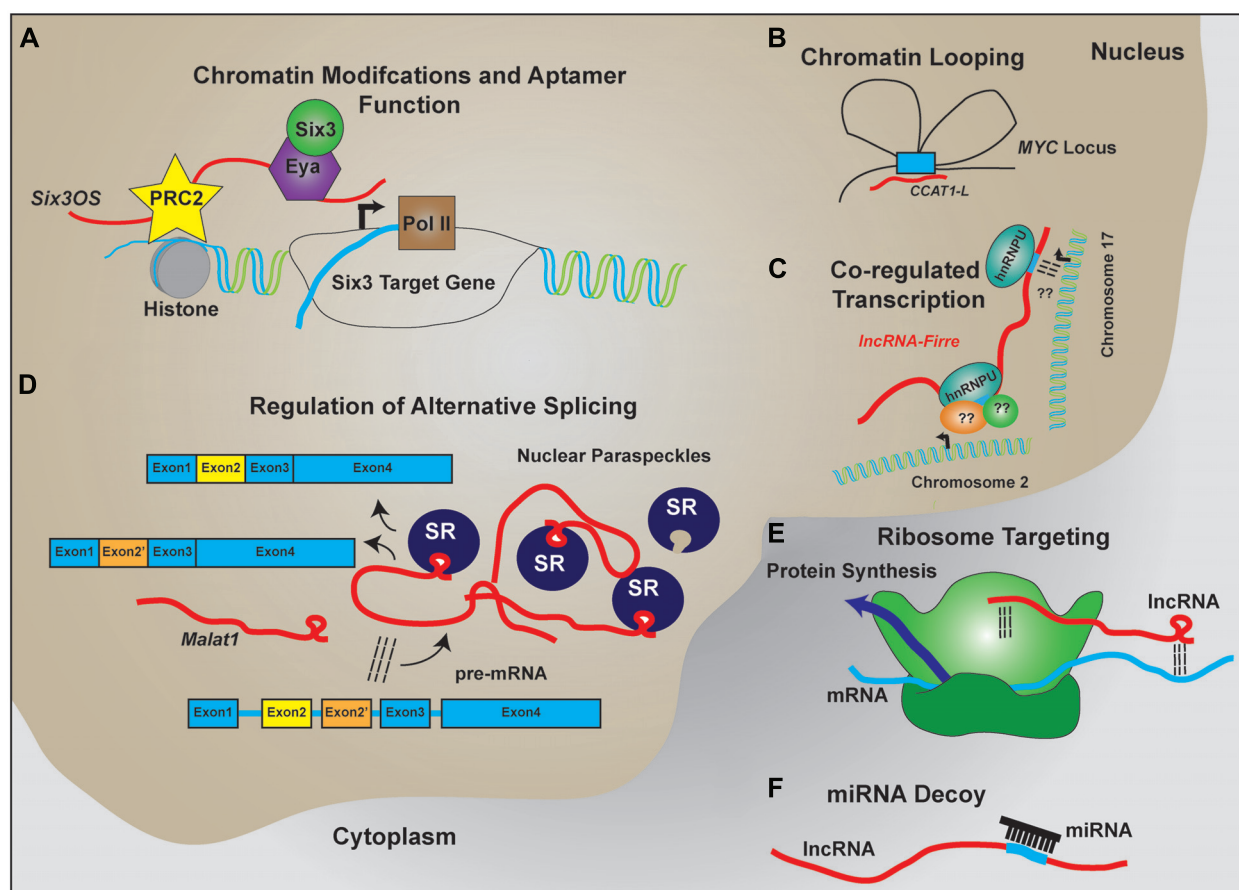 A
Chromatin Modifcations and Aptamer
Function
Six3
Eya
PRC2
Six3OS
Pol II
Six3 Target Gene
Histone
B
Chromatin Looping
Nucleus
MYC Locus
CCAT1-L
C
Co-regulated
Transcription
lncRNA-Firre
hnRNPU
??
Chromosome 17
hnRNPU
??
??
Chromosome 2
D
Regulation of Alternative Splicing
Nuclear Paraspeckles
Exon1 Exon2 Exon3 Exon4
SR
SR
SR
SR
Exon1 Exon2' Exon3 Exon4
Malat1
pre-mRNA
Exon1 Exon2 Exon2' Exon3 Exon4
Cytoplasm
E
Ribosome Targeting
Protein Synthesis
lncRNA
mRNA
F
miRNA Decoy
lncRNA
miRNA